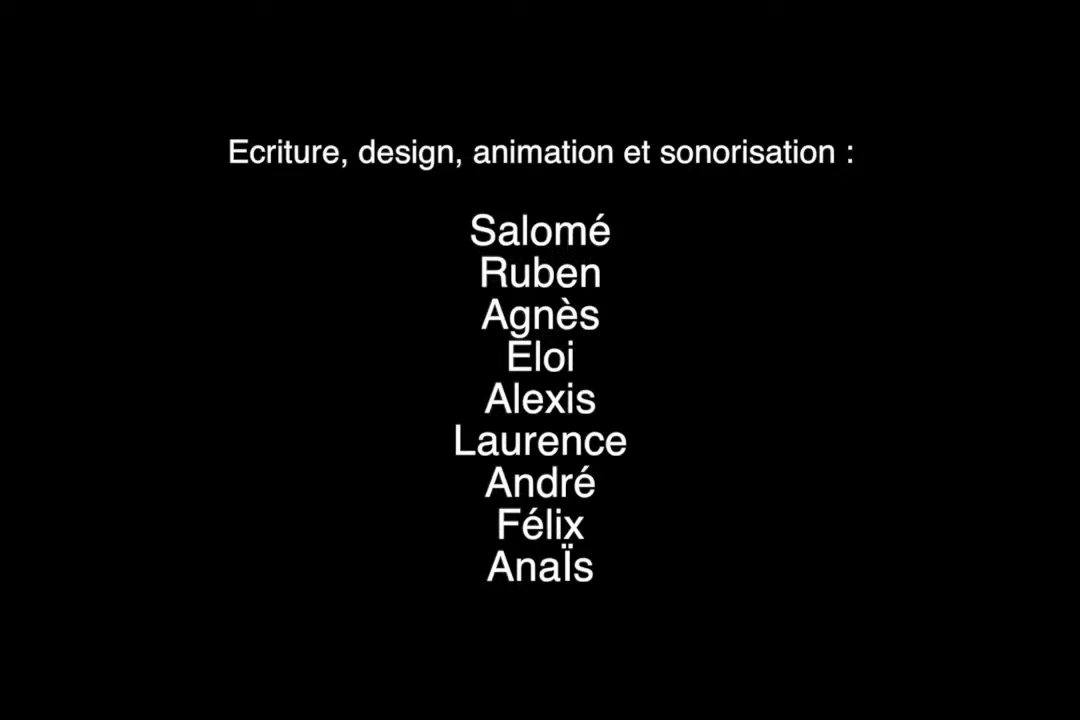 Ecriture, design, animation et sonorisation :
Salomé
Ruben
Agnès
Eloi
Alexis
Laurence
André
Félix
AnaÏs